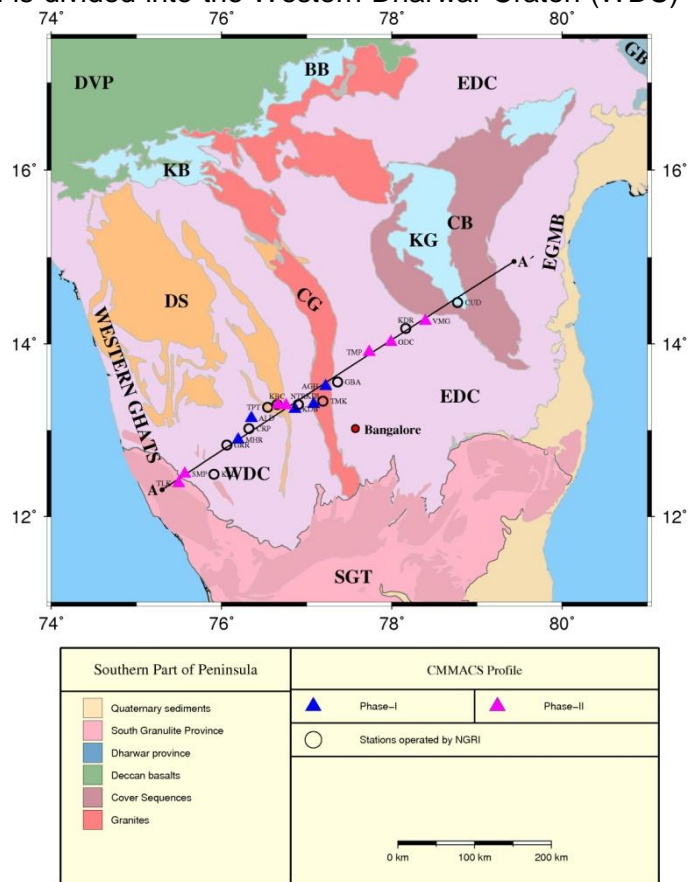 is divided into the Western Dharwar Craton (WDC)
74° 76° 78° 80°
DVP
BB
EDC
GB
16° 16°
KB
KG
CB
EGMB
A´
DS
CG
CUD
KDR
VMG
14° 14°
ODC
TMP
WESTERN GHATS
AGH
GBA
EDC
KBC
TMK
TPT
KDB
CRP
Bangalore
MHR
WDC
SMP
TLK
A
12° 12°
SGT
74° 76° 78° 80°
Southern Part of Peninsula
CMMACS Profile
Quaternary sediments
Phase-I
Phase-II
South Granulite Province
Stations operated by NGRI
Dharwar province
Deccan basalts
Cover Sequences
Granites
0 km 100 km 200 km